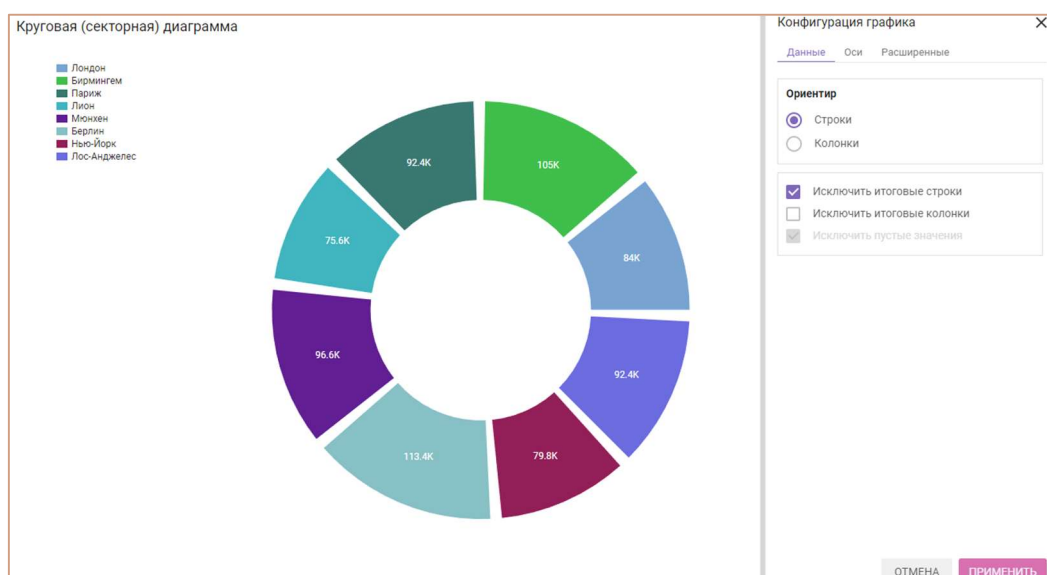 Круговая (секторная) диаграмма
Лондон
Бирмингем
Париж
Лион
Мюнхен
Берлин
Нью-Йорк
Лос-Анджелес
92.4K
105K
75.6K
84K
96.6K
92.4K
113.4K
79.8K
Конфигурация графика
Данные Оси Расширенные
Ориентир
Строки
Колонки
Исключить итоговые строки
Исключить итоговые колонки
Исключить пустые значения
ОТМЕНА ПРИМЕНИТЬ